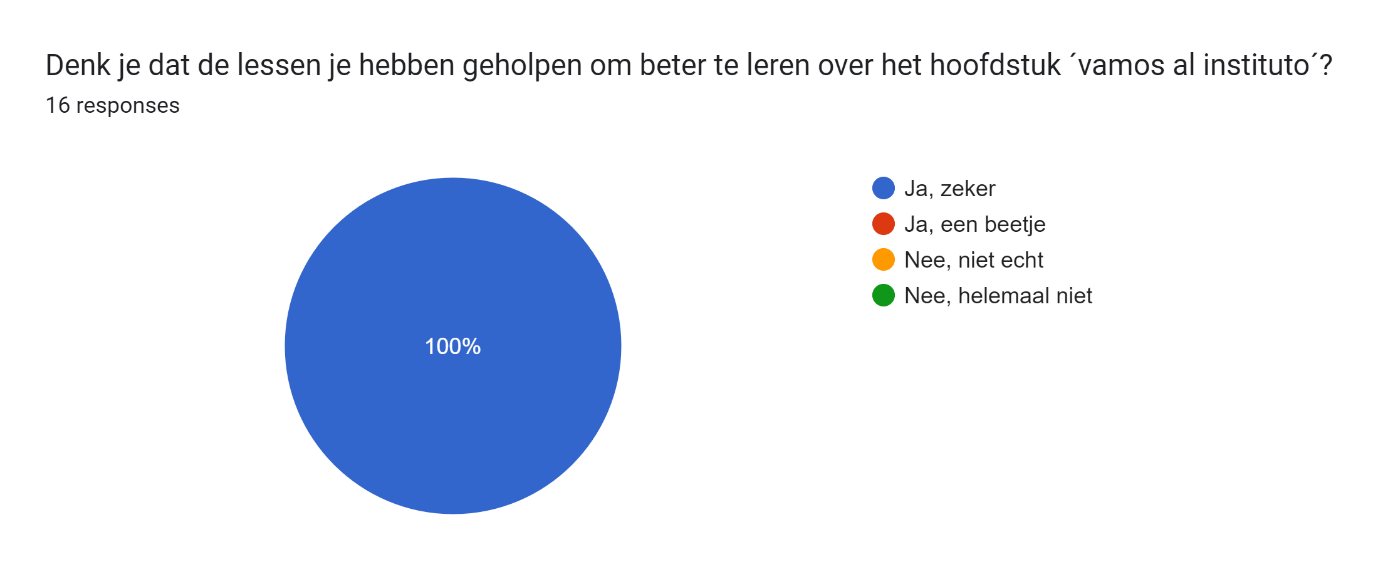 Denk je dat de lessen je hebben geholpen om beter te leren over het hoofdstuk ´vamos al instituto´?
16 responses
100%
Ja, zeker
Ja, een beetje
Nee, niet echt
Nee, helemaal niet